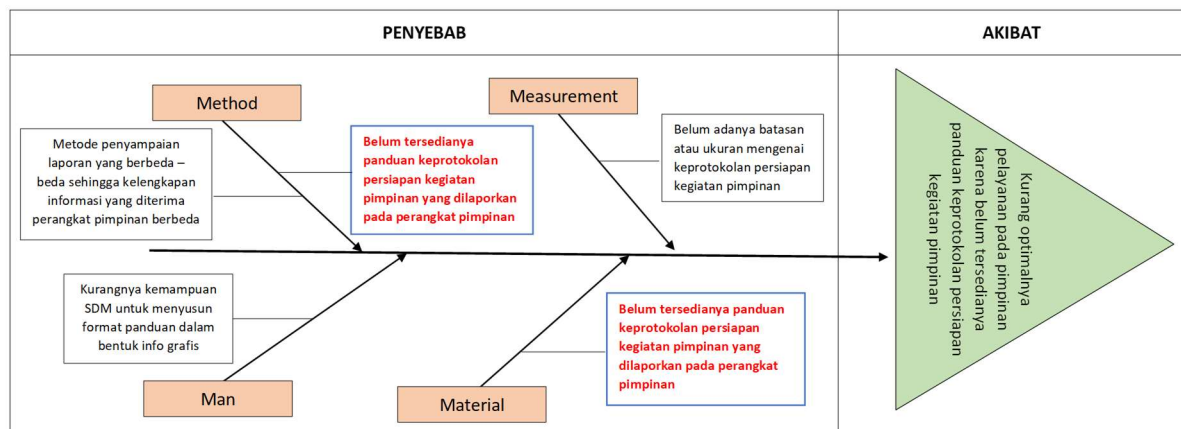 PENYEBAB
AKIBAT
Method
Measurement
Metode penyampaian
laporan yang berbeda –
beda sehingga kelengkapan
informasi yang diterima
perangkat pimpinan berbeda
Belum tersedianya
panduan keprotokolan
persiapan kegiatan
pimpinan yang dilaporkan
pada perangkat pimpinan
Belum adanya batasan
atau ukuran mengenai
keprotokolan persiapan
kegiatan pimpinan
Kurangnya kemampuan
SDM untuk menyusun
format panduan dalam
bentuk info grafis
Belum tersedianya panduan
keprotokolan persiapan
kegiatan pimpinan yang
dilaporkan pada perangkat
pimpinan
Man
Material
Kurang optimalnya
pelayanan pada pimpinan
karena belum tersedianya
panduan keprotokolan persiapan
kegiatan pimpinan